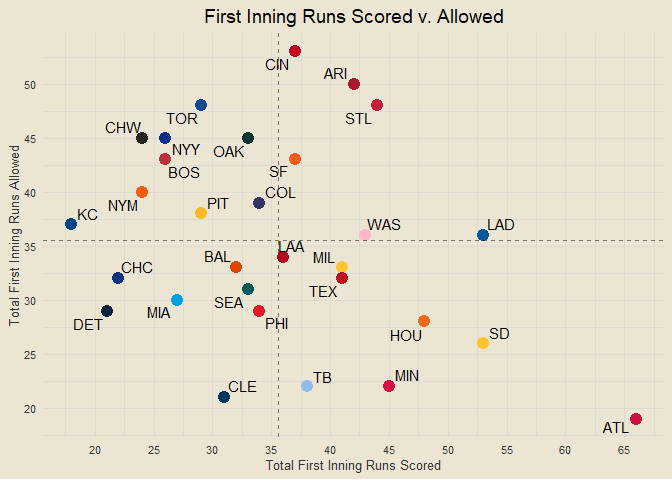 First Inning Runs Scored v. Allowed
CIN
ARI
50
STL
TOR
CHW
45
NYY
OAK
BOS
SF
COL
NYM
40
PIT
KC
WAS
LAD
35
LAA
BAL
MIL
CHC
TEX
SEA
30
MIA
DET
PHI
HOU
SD
25
CLE
TB
MIN
20
ATL
20
25
30
35
40
45
50
55
60
65
Total First Inning Runs Scored
Total First Inning Runs Allowed